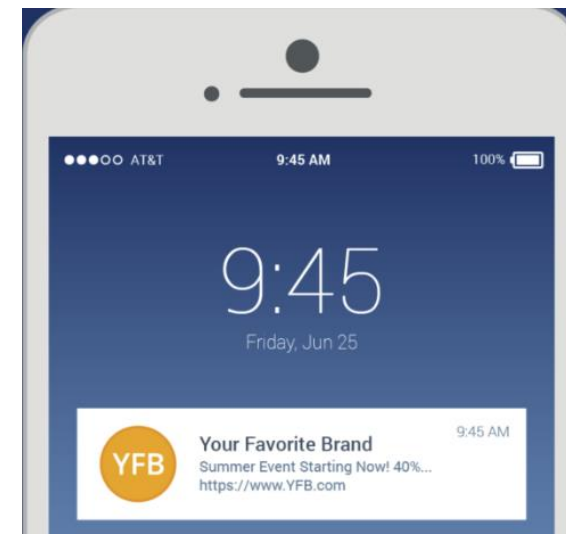 AT&T 9:45 AM 100%
9:45
Friday, Jun 25
YFB
Your Favorite Brand 9:45 AM
Summer Event Starting Now! 40%...
https://www.YFB.com